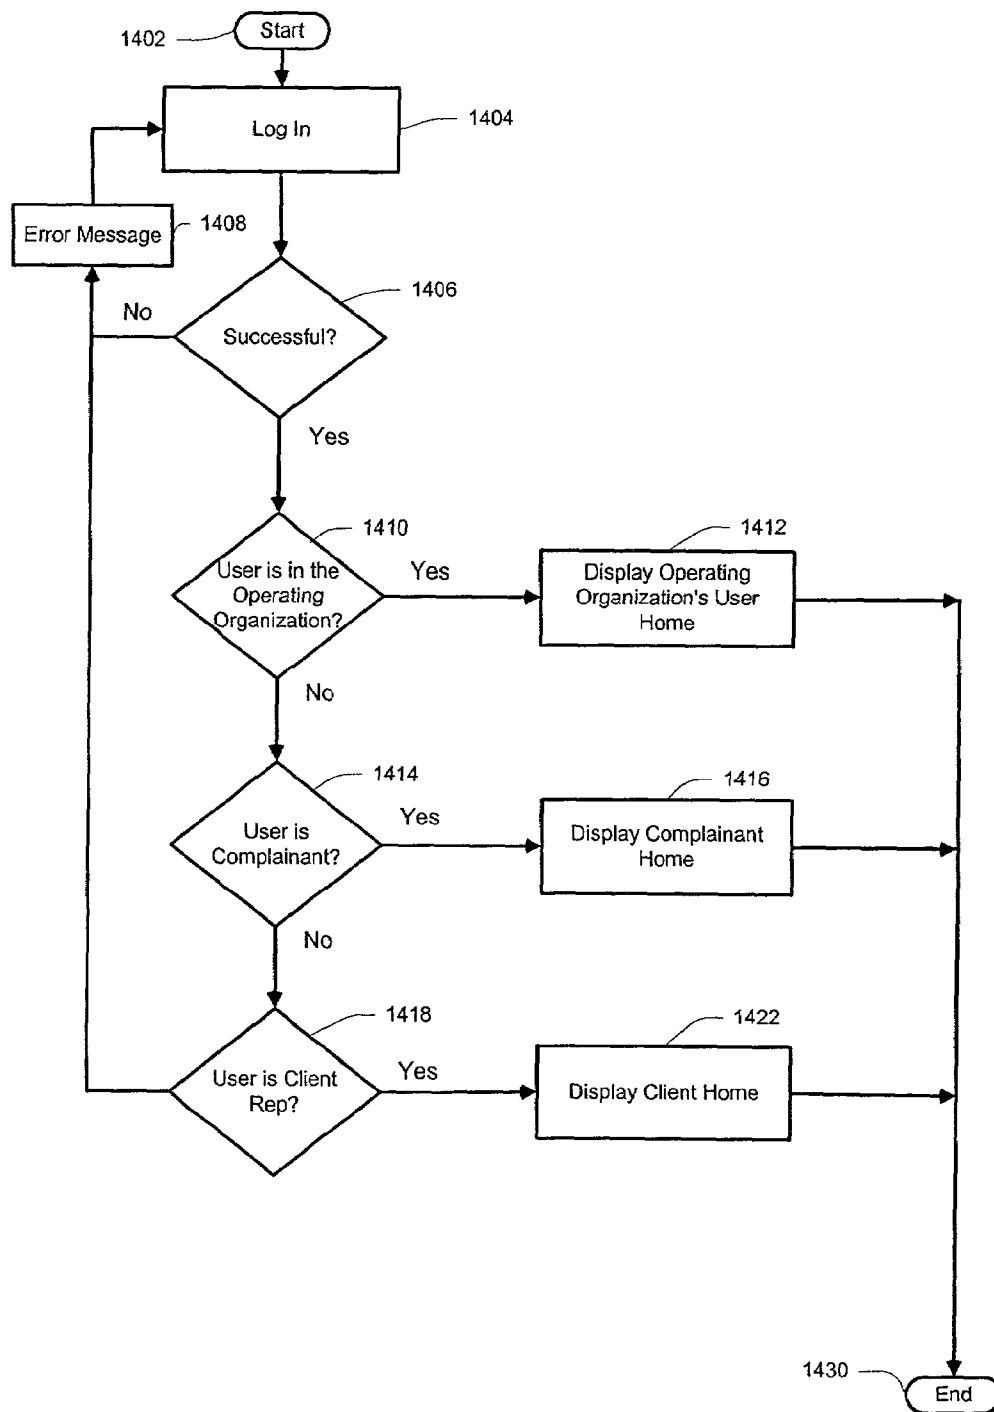 1402
Start
Log In
1404
Error Message
1408
1406
No
Successful?
Yes
1410
1412
User is in the
Operating
Organization?
Yes
Display Operating
Organization's User
Home
No
1414
1416
User is
Complainant?
Yes
Display Complainant
Home
No
1418
1422
User is Client
Rep?
Yes
Display Client Home
1430
End